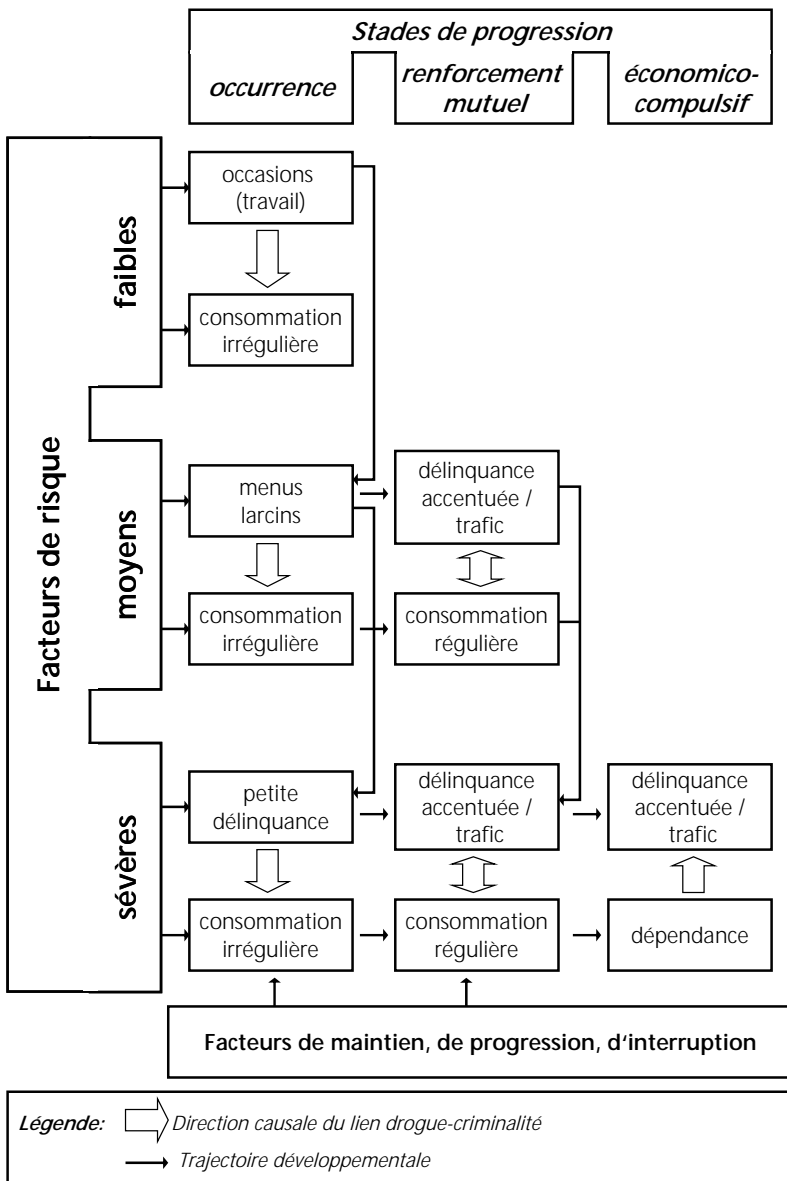 Stades de progression
occurrence
renforcement
mutuel
économico-
compulsif
Facteurs de risque
faibles
occasions
(travail)
consommation
irrégulière
moyens
menus
larcins
délinquance
accentuée /
trafic
consommation
irrégulière
consommation
régulière
sévères
petite
délinquance
délinquance
accentuée /
trafic
délinquance
accentuée /
trafic
consommation
irrégulière
consommation
régulière
dépendance
Facteurs de maintien, de progression, d'interruption
Légende:
Direction causale du lien drogue-criminalité
Trajectoire développementale